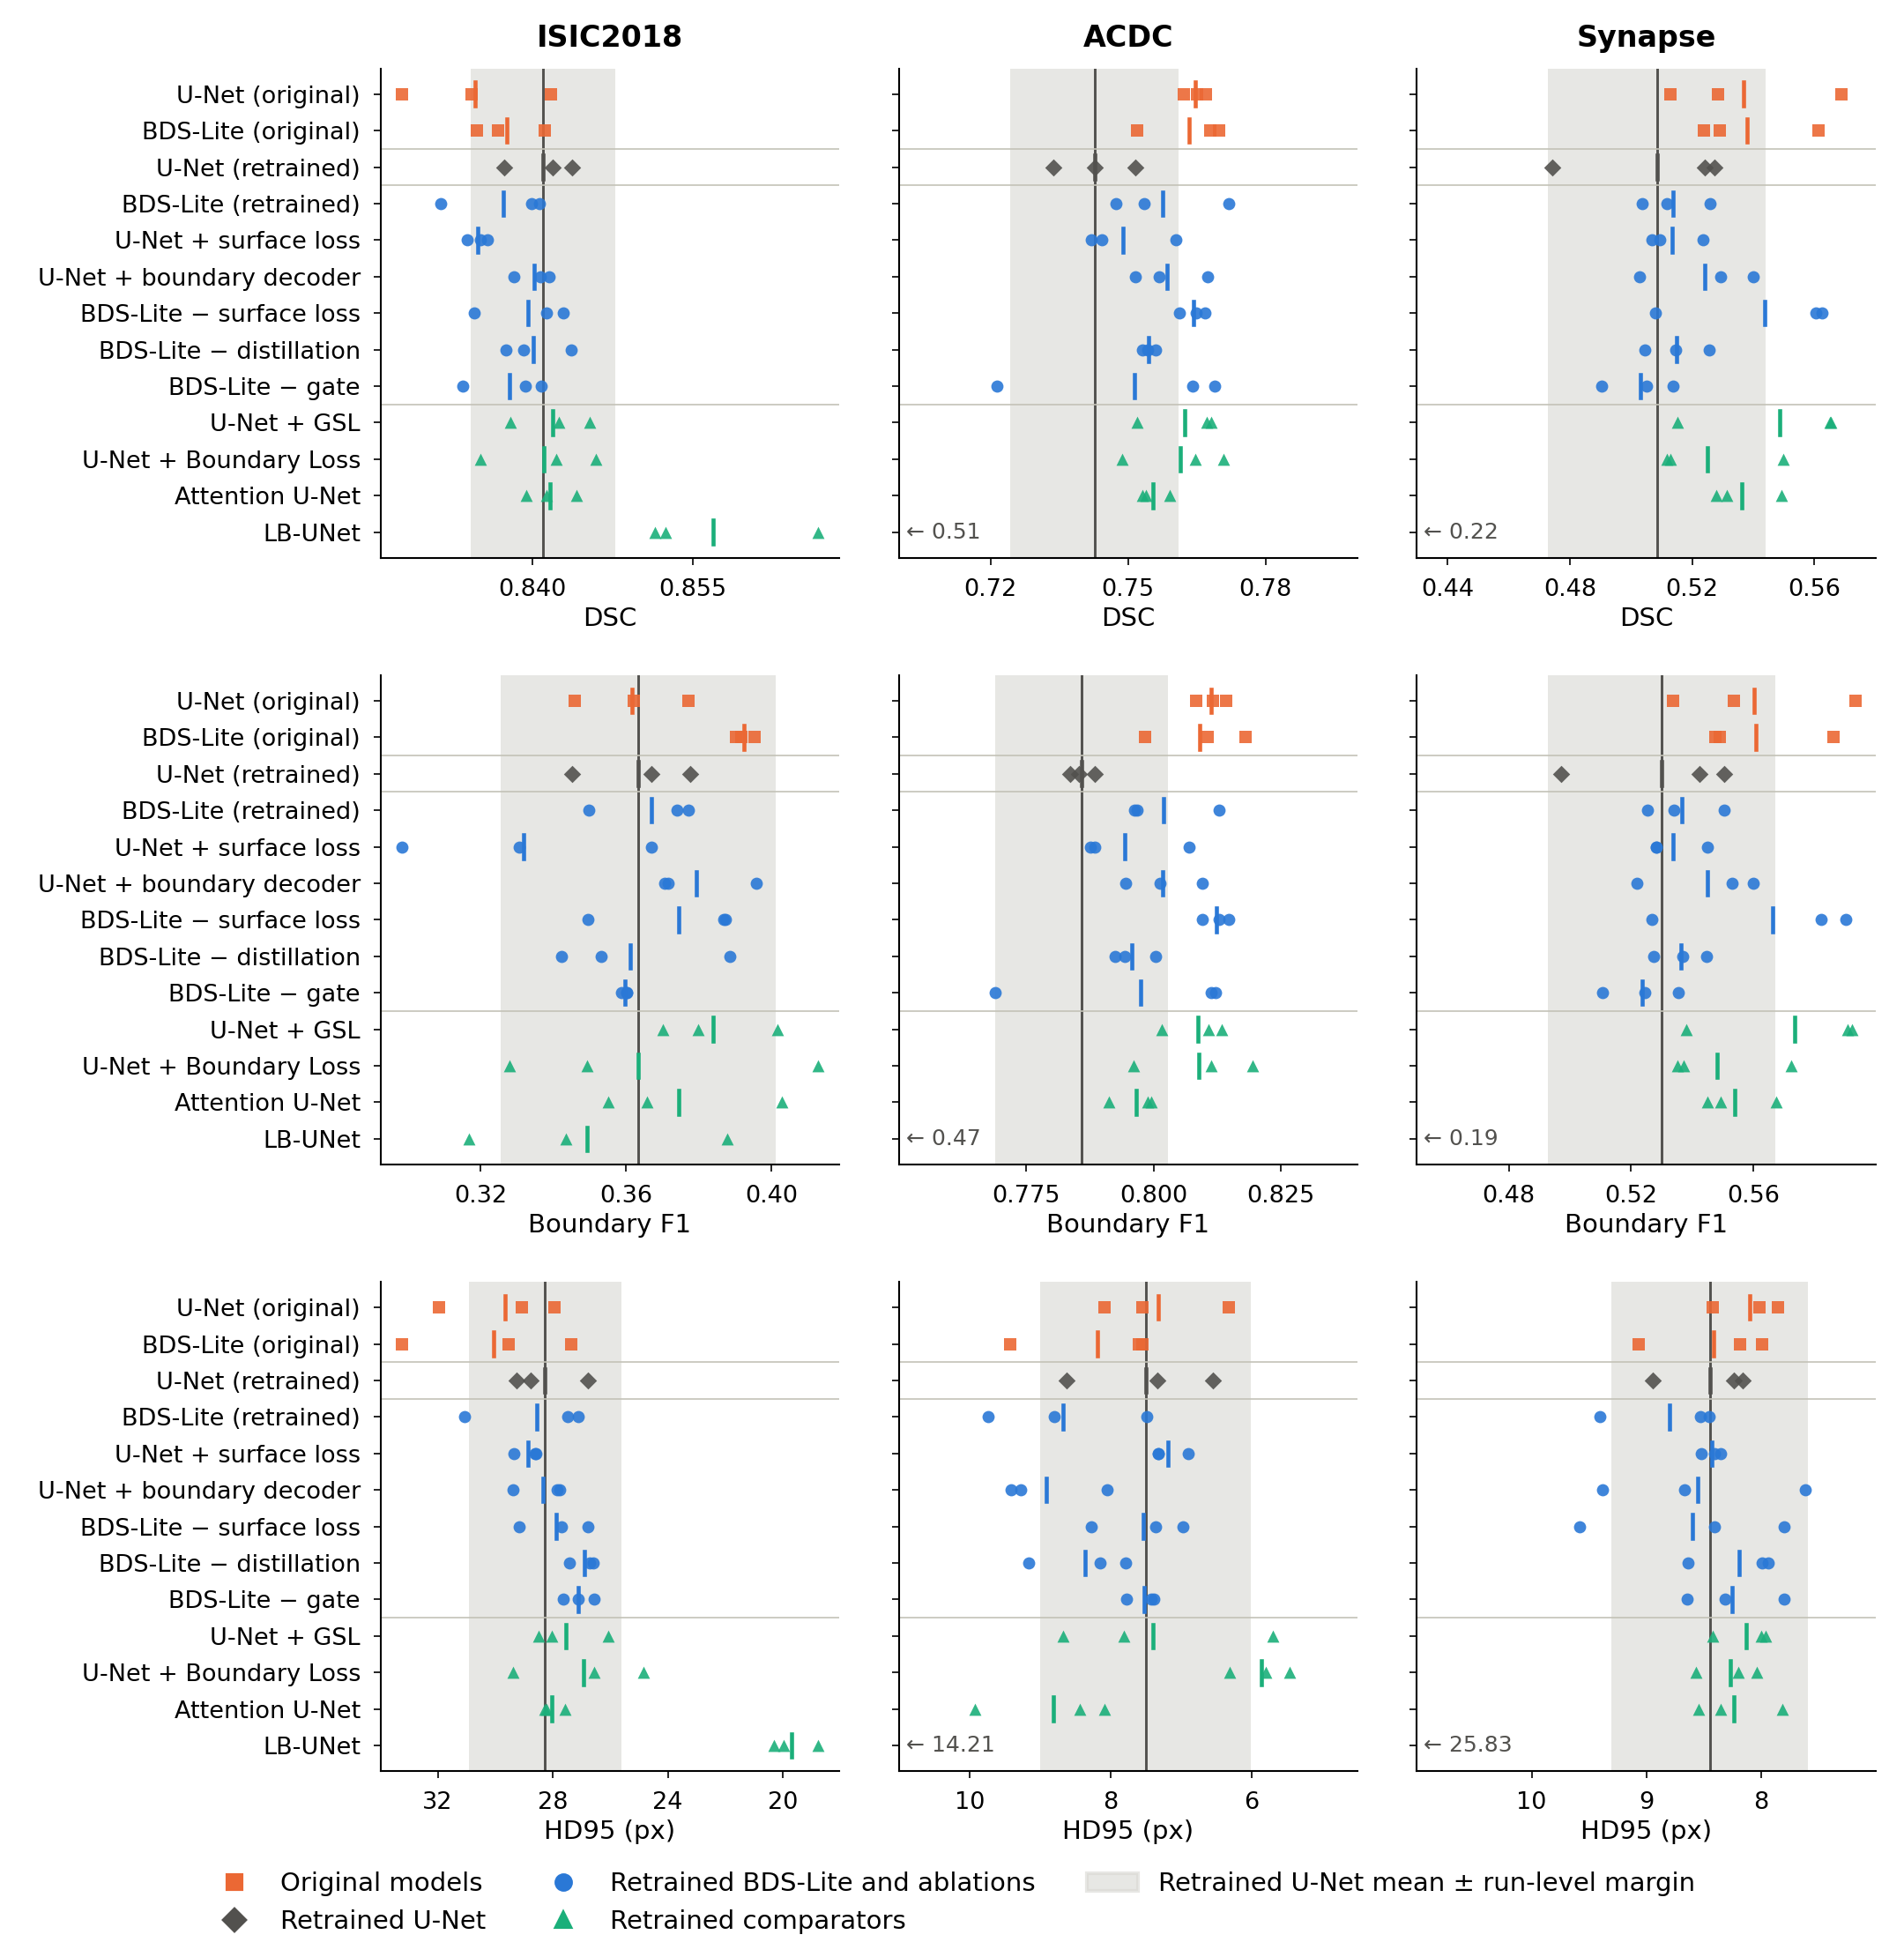 ISIC2018 ACDC Synapse
U-Net (original)
BDS-Lite (original)
U-Net (retrained)
BDS-Lite (retrained)
U-Net + surface loss
U-Net + boundary decoder
BDS-Lite − surface loss
BDS-Lite − distillation
BDS-Lite − gate
U-Net + GSL
U-Net + Boundary Loss
Attention U-Net
LB-UNet ← 0.51 ← 0.22
0.840 0.855 0.72 0.75 0.78 0.44 0.48 0.52 0.56
DSC DSC DSC
U-Net (original)
BDS-Lite (original)
U-Net (retrained)
BDS-Lite (retrained)
U-Net + surface loss
U-Net + boundary decoder
BDS-Lite − surface loss
BDS-Lite − distillation
BDS-Lite − gate
U-Net + GSL
U-Net + Boundary Loss
Attention U-Net
LB-UNet ← 0.47 ← 0.19
0.32 0.36 0.40 0.775 0.800 0.825 0.48 0.52 0.56
Boundary F1 Boundary F1 Boundary F1
U-Net (original)
BDS-Lite (original)
U-Net (retrained)
BDS-Lite (retrained)
U-Net + surface loss
U-Net + boundary decoder
BDS-Lite − surface loss
BDS-Lite − distillation
BDS-Lite − gate
U-Net + GSL
U-Net + Boundary Loss
Attention U-Net
LB-UNet ← 14.21 ← 25.83
32 28 24 20 10 8 6 10 9 8
HD95 (px) HD95 (px) HD95 (px)
Original models Retrained BDS-Lite and ablations Retrained U-Net mean ± run-level margin
Retrained U-Net Retrained comparators